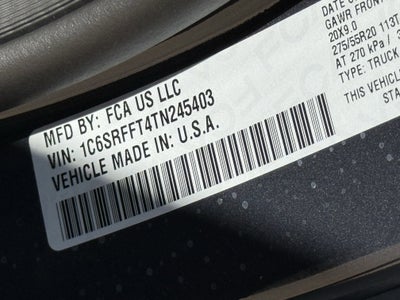 MFD BY: FCA US LLC
VIN: 1C6SRFFT4TN245403
VEHICLE MADE IN: U.S.A.
DATE O
GAWR FRONT
20X9.0
275/55R20 113T
AT 270 kPa /
TYPE: TRUCK
THIS VEHICL
STA